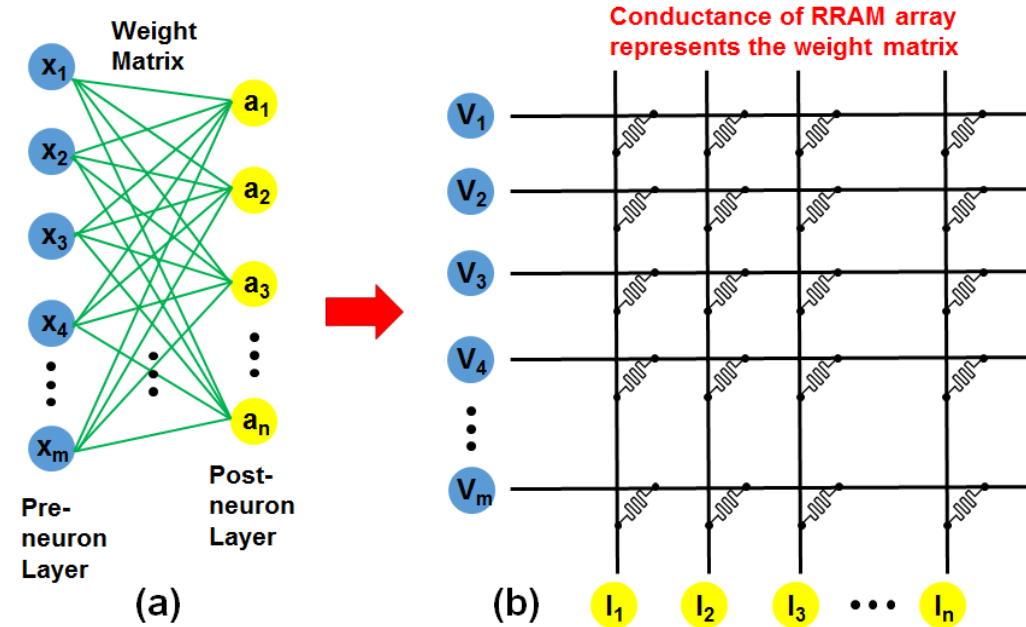 Weight
Matrix
x1
x2
x3
x4
xm
a1
a2
a3
an
Pre-
neuron
Layer
Post-
neuron
Layer
(a)
Conductance of RRAM array
represents the weight matrix
V1
V2
V3
V4
Vm
I1 I2 I3 In
(b)